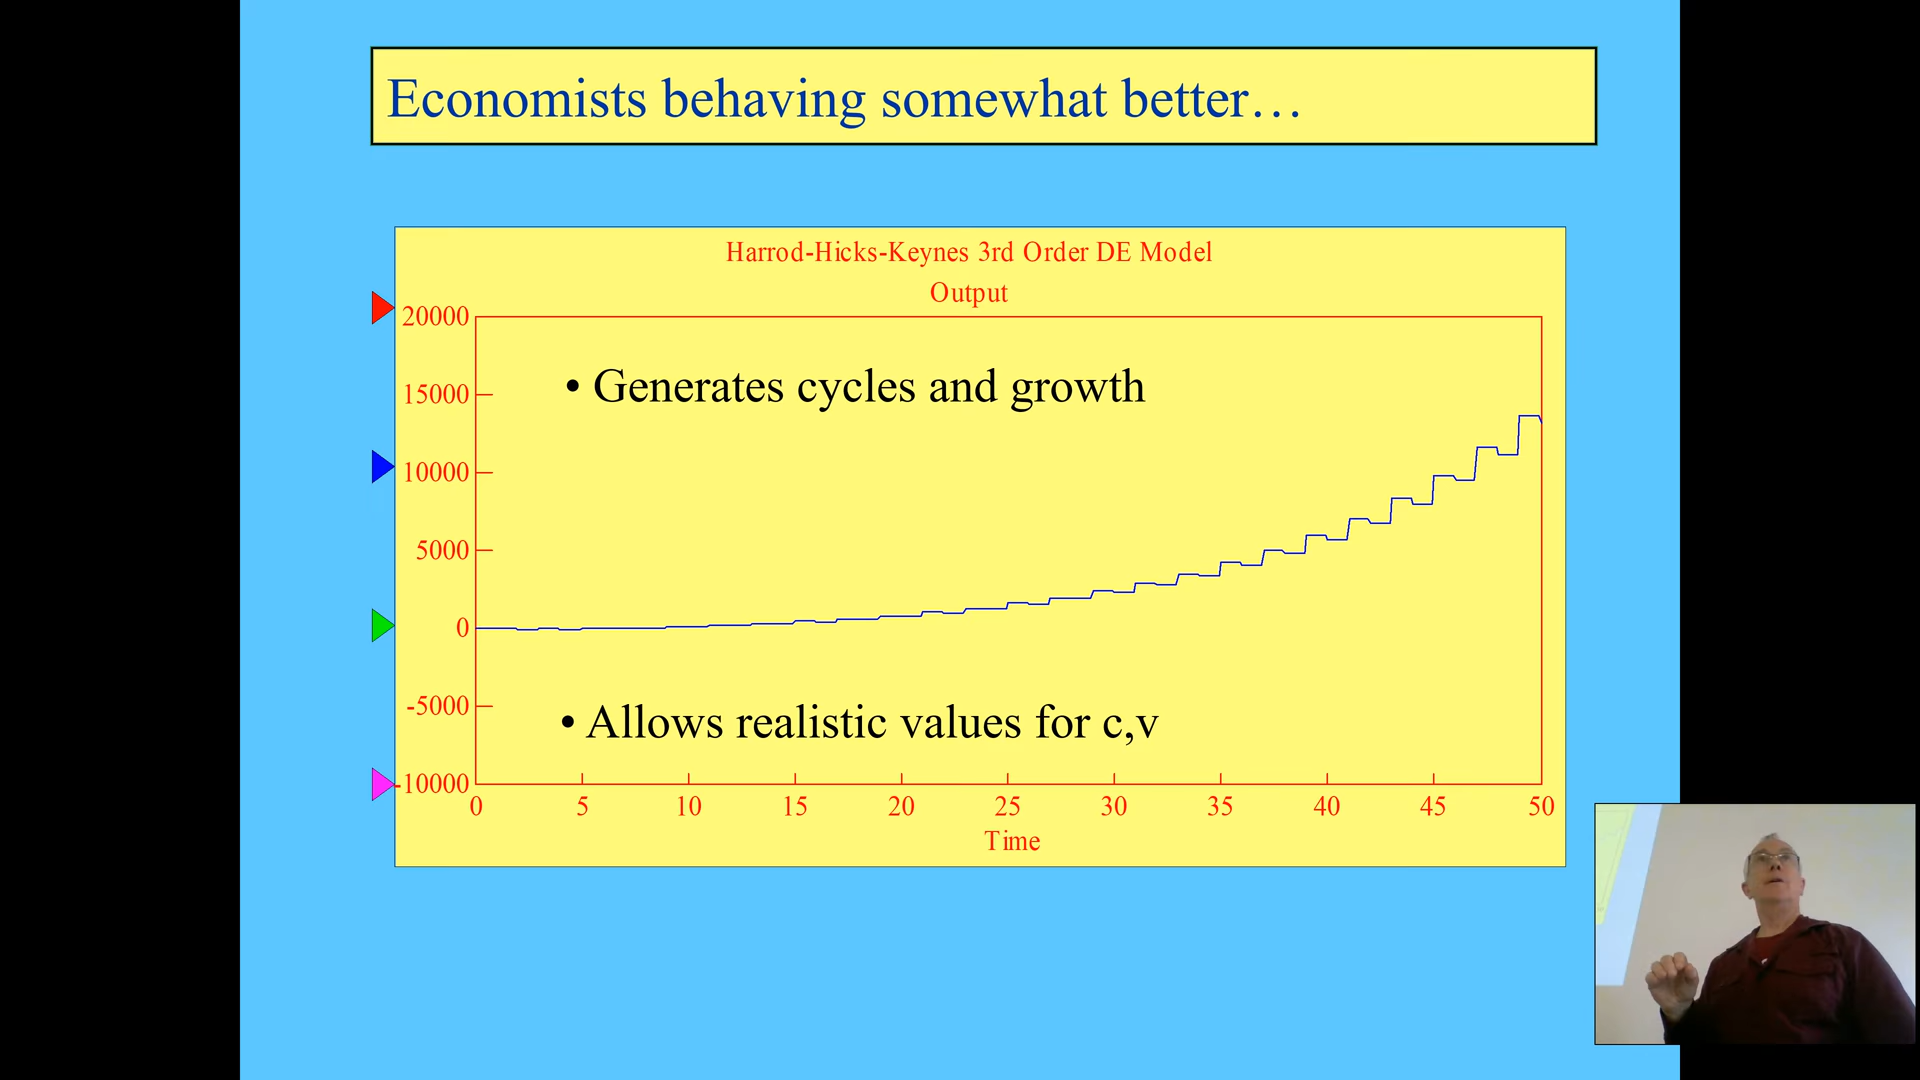 Economists behaving somewhat better…
Harrod-Hicks-Keynes 3rd Order DE Model
Output
20000
15000
10000
5000
0
-5000
-10000
• Generates cycles and growth
• Allows realistic values for c,v
0 5 10 15 20 25 30 35 40 45 50
Time